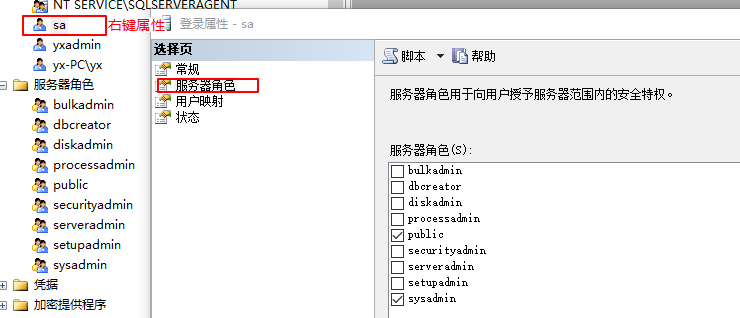 NT SERVICE\SQLSERVERAGENT
sa
右键属性
yxadmin
yx-PC\yx
服务器角色
bulkadmin
dbcreator
diskadmin
processadmin
public
securityadmin
serveradmin
setupadmin
sysadmin
凭据
加密提供程序
登录属性 - sa
选择页
常规
服务器角色
用户映射
状态
脚本
帮助
服务器角色用于向用户授予服务器范围内的安全特权。
服务器角色(S):
bulkadmin
dbcreator
diskadmin
processadmin
public
securityadmin
serveradmin
setupadmin
sysadmin